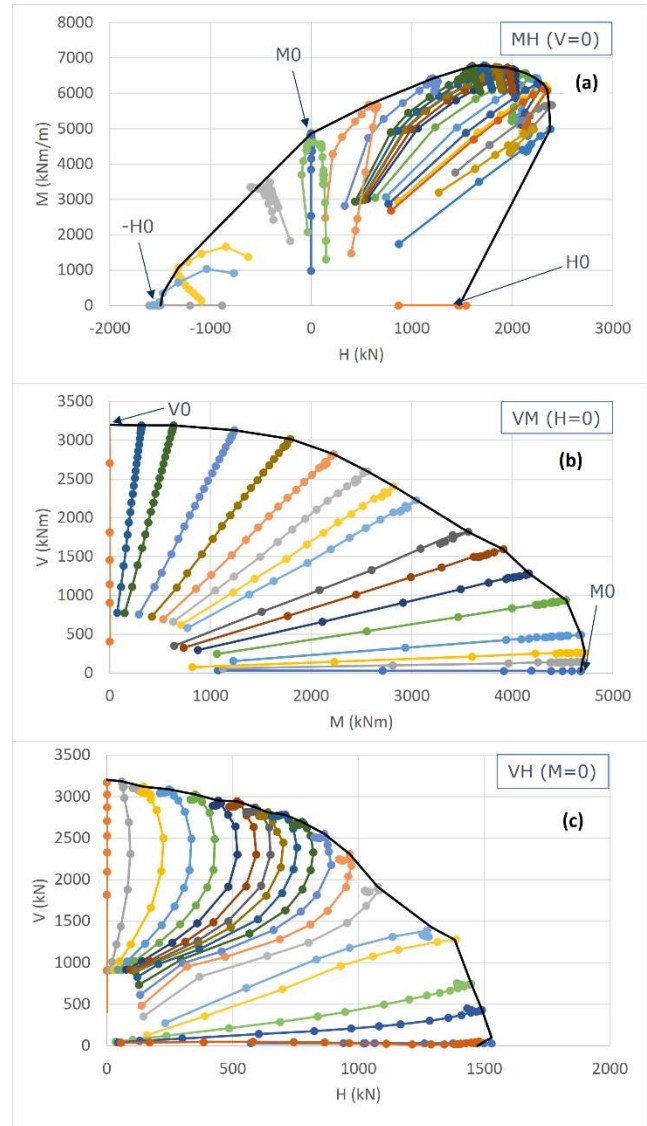 8000
MH (V=0)
7000
M0
(a)
6000
5000
M (kNm/m)
4000
3000
2000
-H0
H0
1000
0
-2000 -1000 0 1000 2000 3000
H (kN)
3500
V0
VM (H=0)
3000
(b)
2500
2000
V (kNm)
1500
M0
1000
500
0
0 1000 2000 3000 4000 5000
M (kNm)
3500
VH (M=0)
3000
(c)
2500
2000
V (kN)
1500
1000
500
0
0 500 1000 1500 2000
H (kN)